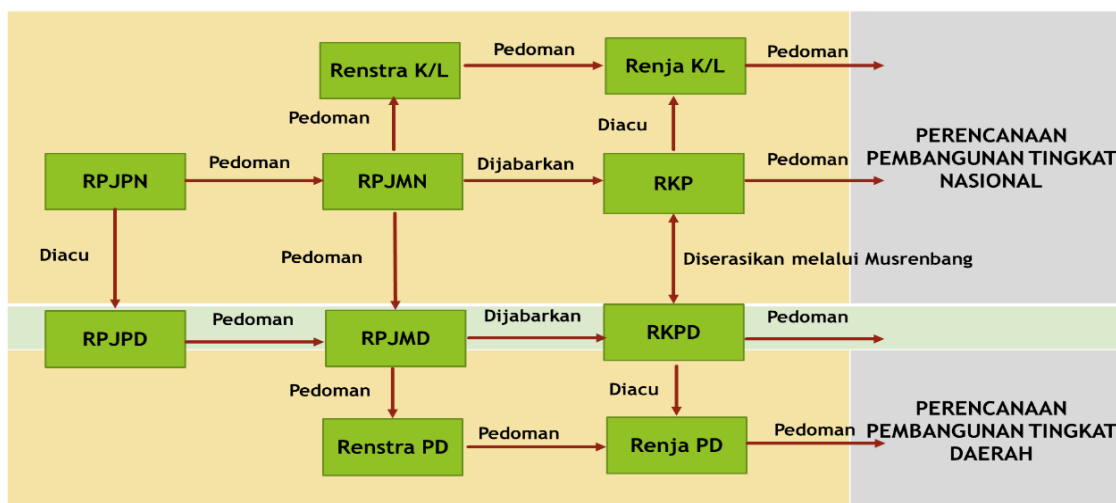 Pedoman
Pedoman
Renstra K/L
Renja K/L
Pedoman
Diacu
PERENCANAAN
PEMBANGUNAN TINGKAT
NASIONAL
Pedoman
Dijabarkan
Pedoman
RPJPN
RPJMN
RKP
Diacu
Pedoman
Diserasikan melalui Musrenbang
Pedoman
Dijabarkan
Pedoman
RPJPD
RPJMD
RKPD
Pedoman
Diacu
PERENCANAAN
PEMBANGUNAN TINGKAT
DAERAH
Pedoman
Pedoman
Renstra PD
Renja PD